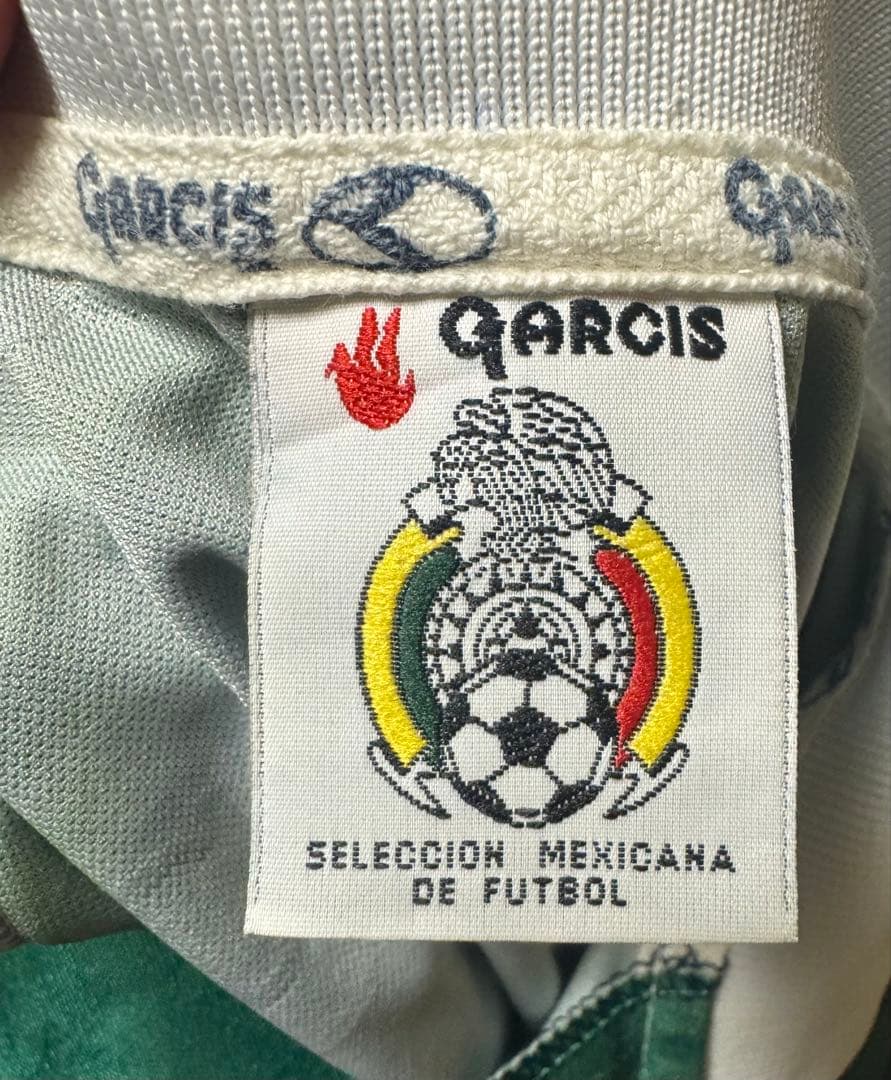 GARCIS
GARCIS
GARCIS
SELECCION MEXICANA
DE FUTBOL